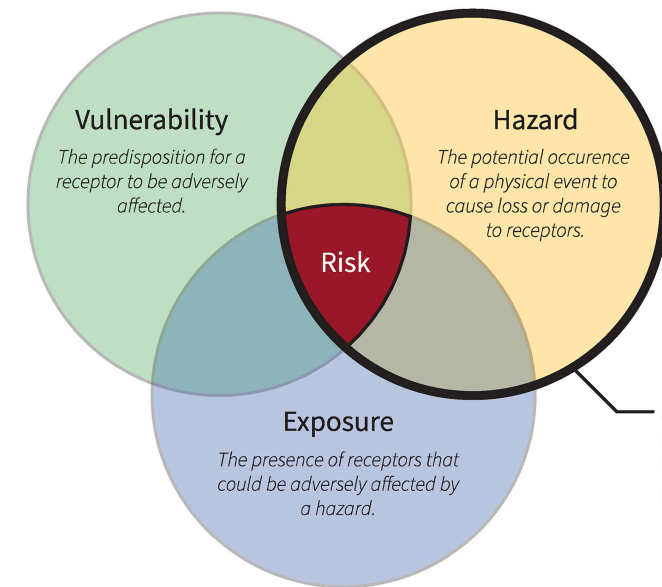 Vulnerability
The predisposition for a
receptor to be adversely
affected.
Hazard
The potential occurence
of a physical event to
cause loss or damage
to receptors.
Risk
Exposure
The presence of receptors that
could be adversely affected by
a hazard.